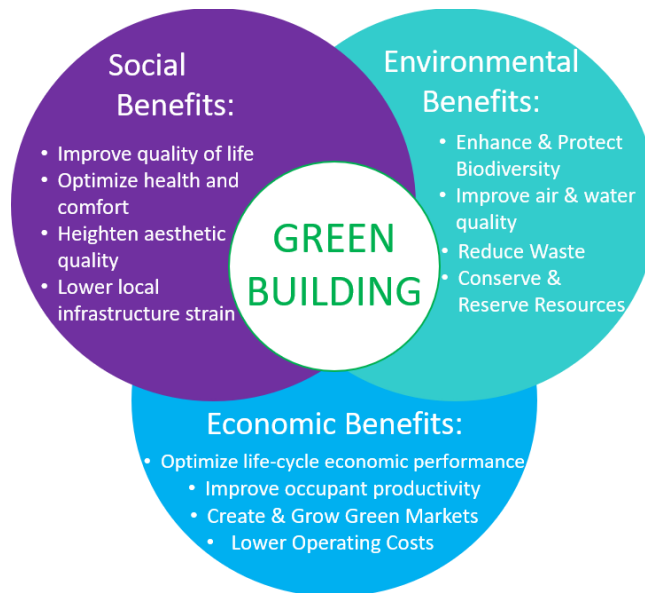 Social
Benefits:
• Improve quality of life
• Optimize health and
comfort
• Heighten aesthetic
quality
• Lower local
infrastructure strain
Environmental
Benefits:
• Enhance & Protect
Biodiversity
• Improve air & water
quality
• Reduce Waste
• Conserve &
Reserve Resources
GREEN
BUILDING
Economic Benefits:
• Optimize life-cycle economic performance
• Improve occupant productivity
• Create & Grow Green Markets
• Lower Operating Costs